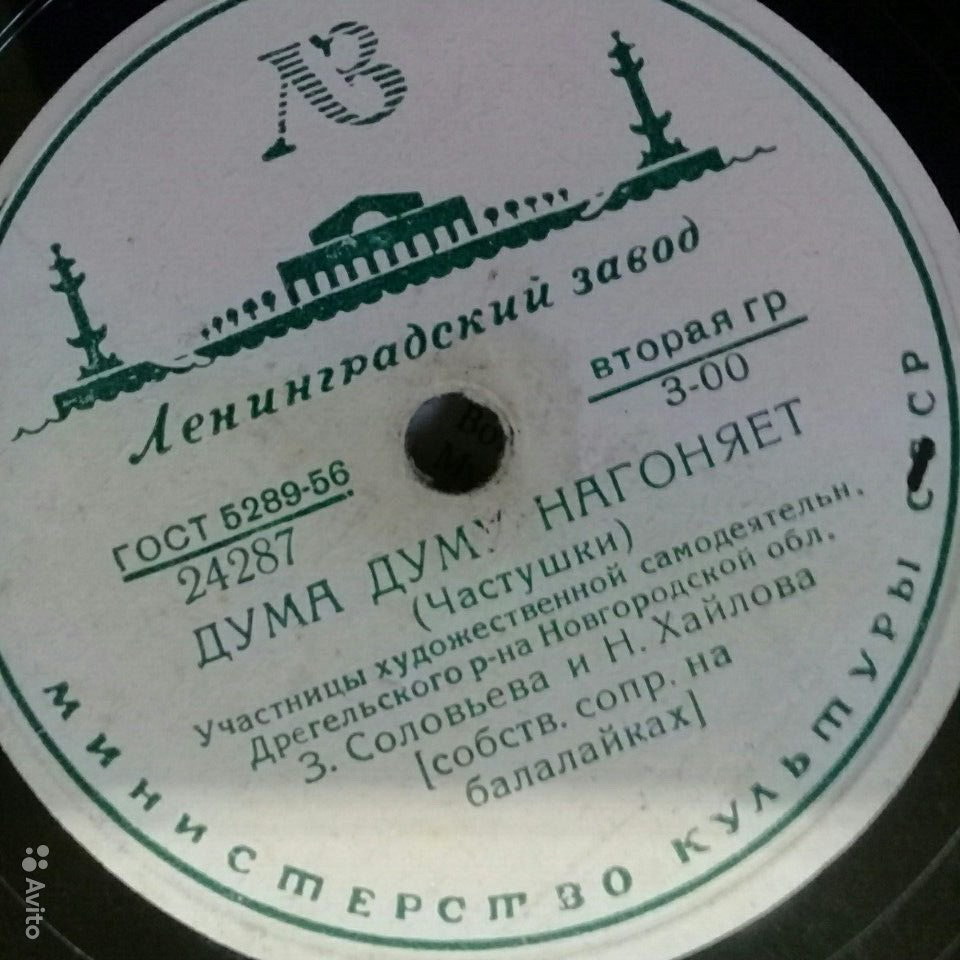 ЛЗ
Ленинградский завод
ГОСТ 5289-56
24287
вторая гр
3-00
ДУМА ДУМУ НАГОНЯЕТ
(Частушки)
Участницы художественной самодеятельн.
Дрегельского р-на Новгородской обл.
З. Соловьева и Н. Хайлова
[собств. сопр. на
балалайках]
МИНИСТЕРСТВО КУЛЬТУРЫ СССР
Avito